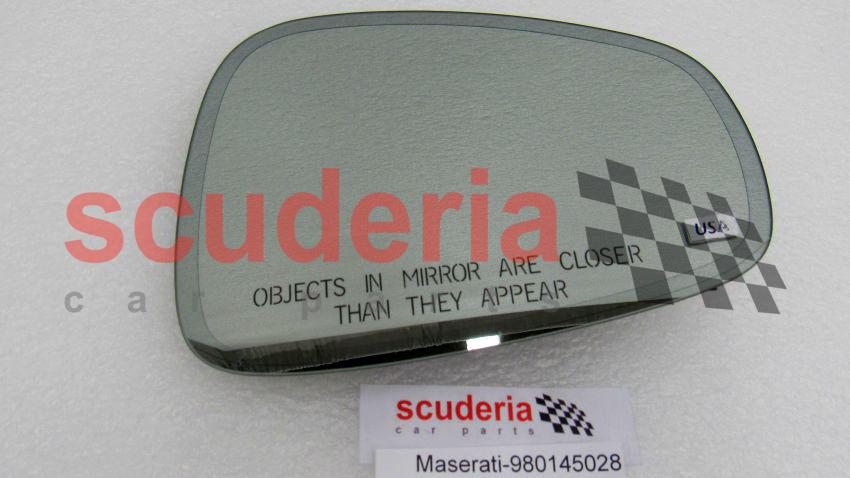 scuderia
car parts
USA
OBJECTS IN MIRROR ARE CLOSER
THAN THEY APPEAR
scuderia
car parts
Maserati-980145028